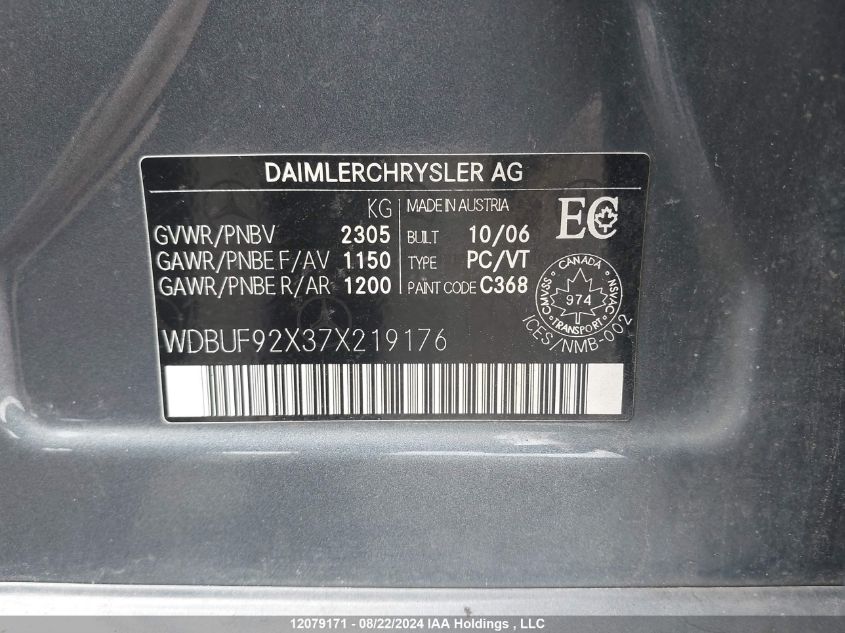 DAIMLERCHRYSLER AG
KG
MADE IN AUSTRIA
GVWR/PNBV 2305 BUILT 10/06
GAWR/PNBE F/AV 1150 TYPE PC/VT
GAWR/PNBE R/AR 1200 PAINT CODE C368
EC
CANADA
CMVSS 974 NSVAC
TRANSPORT
ICES/NMB-002
WDBUF92X37X219176
12079171 - 08/22/2024 IAA Holdings , LLC